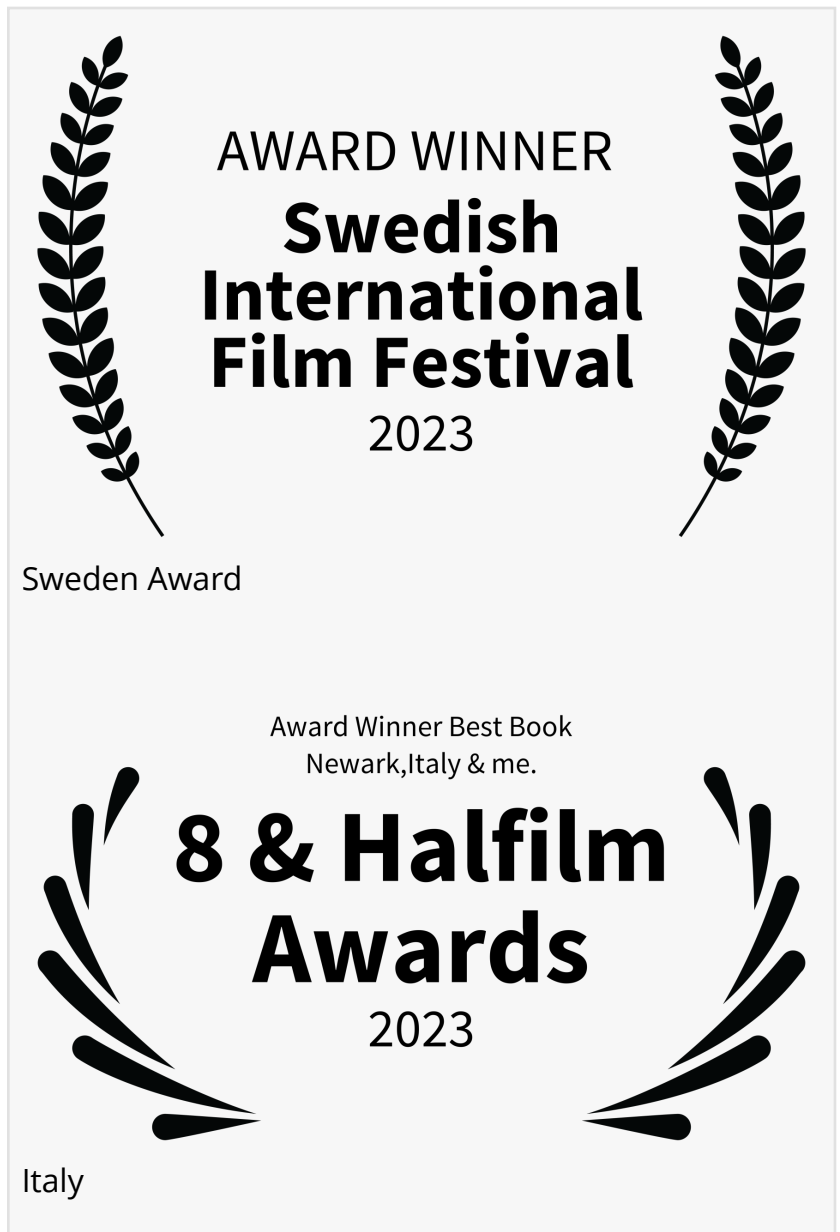 AWARD WINNER
Swedish
International
Film Festival
2023
Sweden Award
Award Winner Best Book
Newark,Italy & me.
8 & Halfilm
Awards
2023
Italy